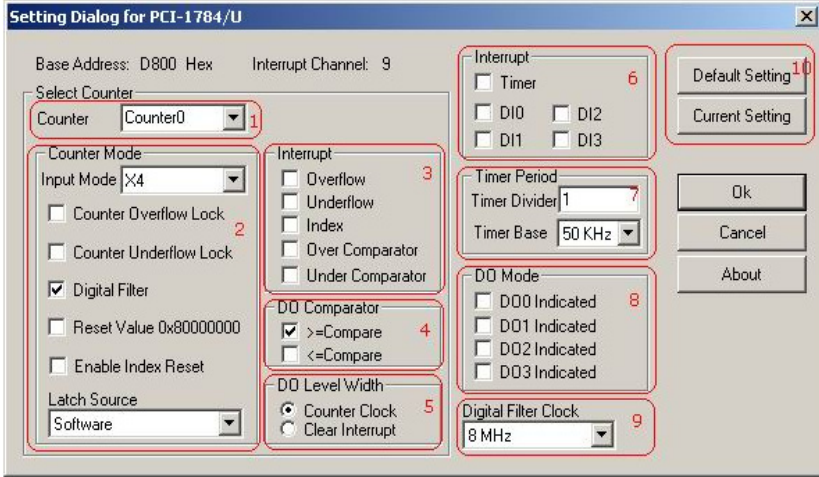 Setting Dialog for PCI-1784/U
Base Address: D800 Hex Interrupt Channel: 9
Select Counter
Counter Counter0 1
Counter Mode
Input Mode X4
Counter Overflow Lock
2
Counter Underflow Lock
Digital Filter
Reset Value 0x80000000
Enable Index Reset
Latch Source
Software
Interrupt
3
Overflow
Underflow
Index
Over Comparator
Under Comparator
DO Comparator
>=Compare 4
<=Compare
DO Level Width
Counter Clock 5
Clear Interrupt
Interrupt
Timer 6
DI0 DI2
DI1 DI3
Timer Period
Timer Divider 1 7
Timer Base 50 KHz
DO Mode
DO0 Indicated 8
DO1 Indicated
DO2 Indicated
DO3 Indicated
Digital Filter Clock
8 MHz 9
Default Setting 10
Current Setting
Ok
Cancel
About